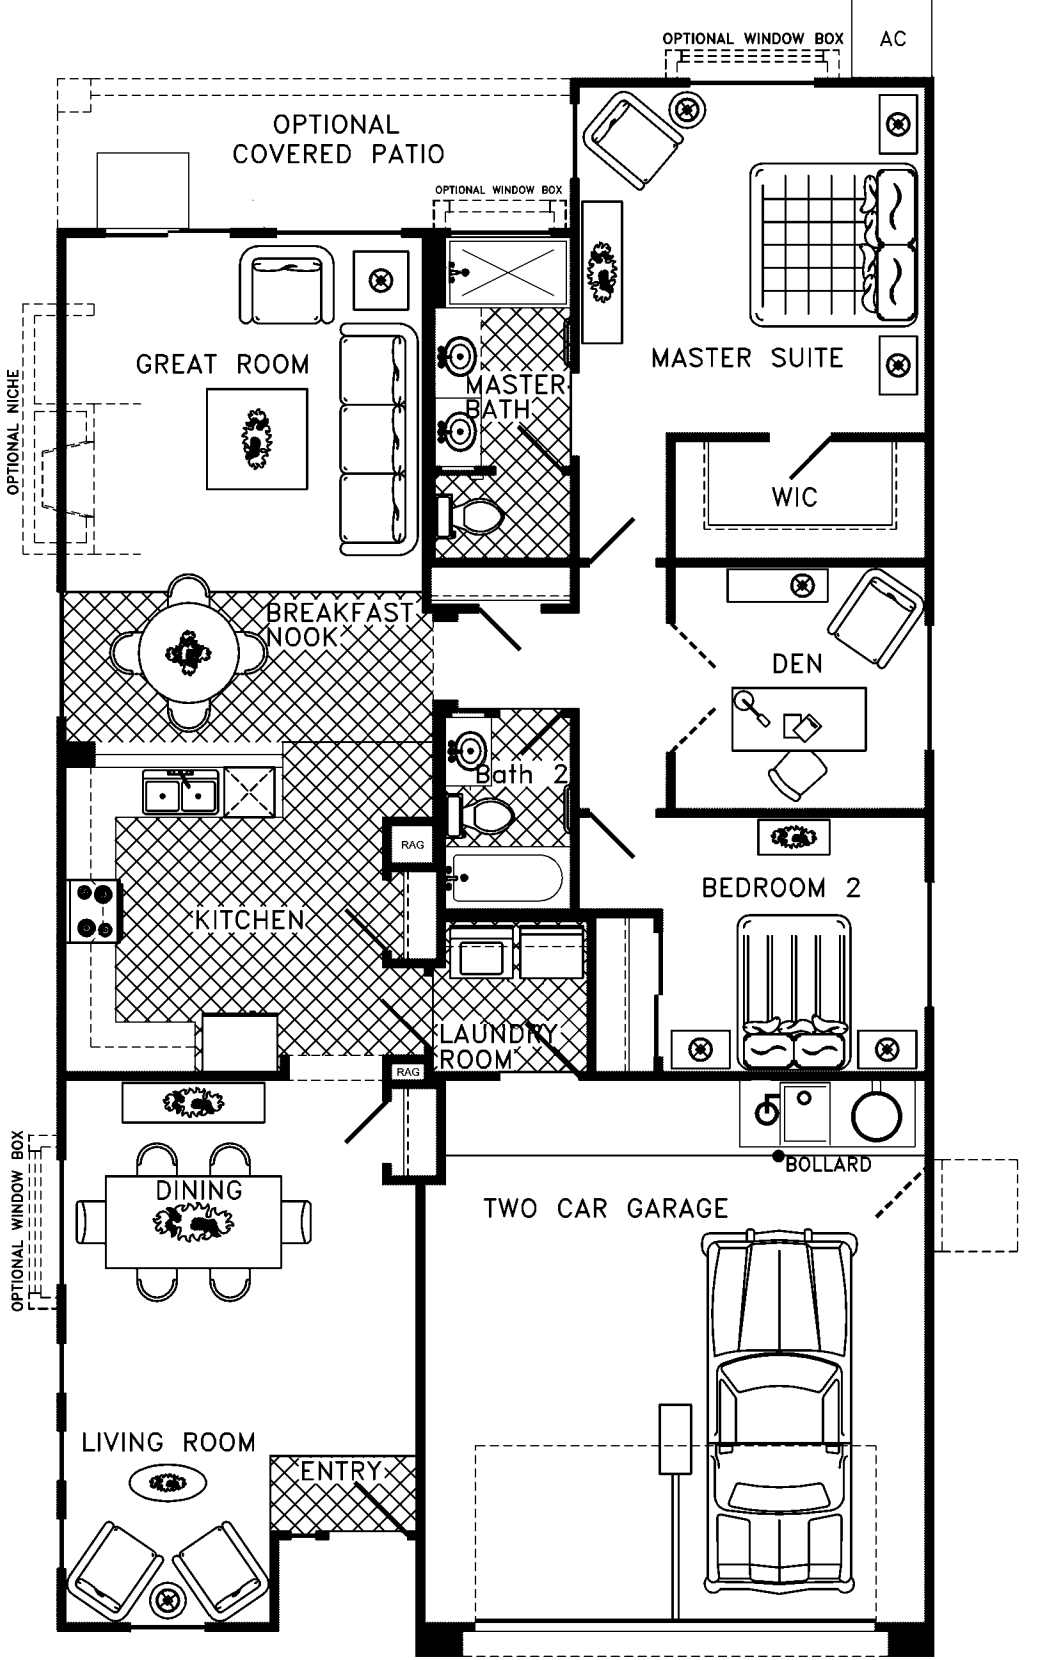 OPTIONAL WINDOW BOX
AC
OPTIONAL
COVERED PATIO
OPTIONAL WINDOW BOX
GREAT ROOM
MASTER SUITE
OPTIONAL NICHE
MASTER
BATH
WIC
BREAKFAST
NOOK
DEN
Bath 2
RAG
BEDROOM 2
KITCHEN
LAUNDRY
ROOM
RAG
OPTIONAL WINDOW BOX
BOLLARD
DINING
TWO CAR GARAGE
LIVING ROOM
ENTRY